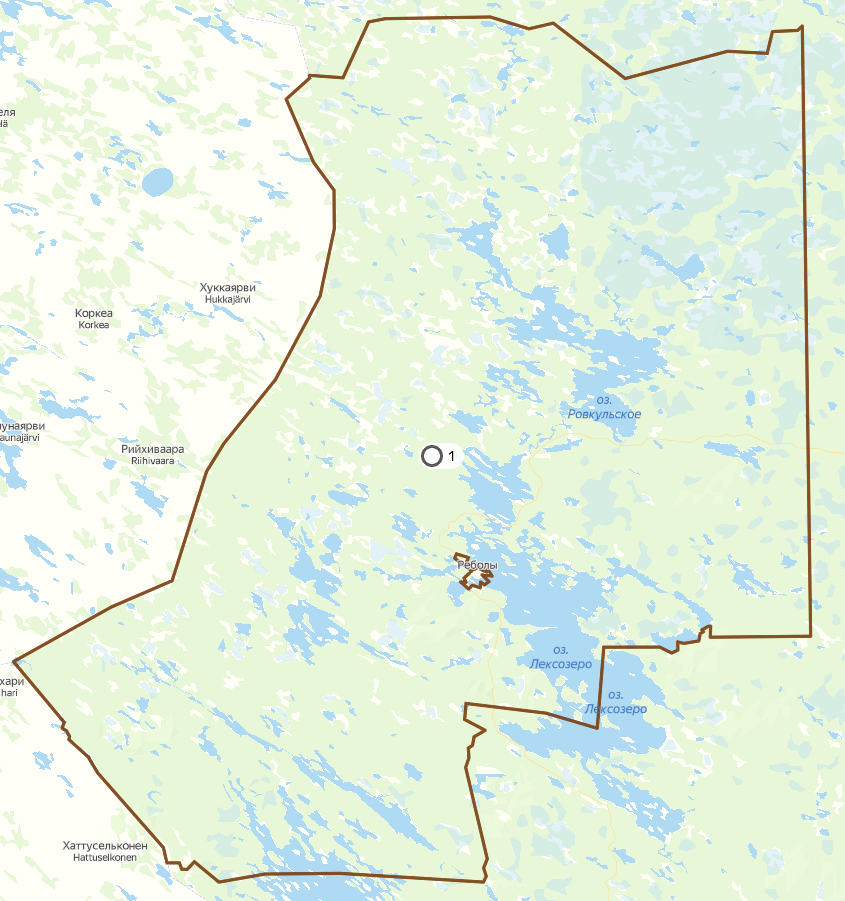 Хуккаярви
Hukkajärvi
Коркеа
Korkea
оз.
Ровкульское
Рийхиваара
Riihivaara
1
Реболы
оз.
Лексозеро
оз.
Лексозеро
Хаттусельконен
Hattuselkonen